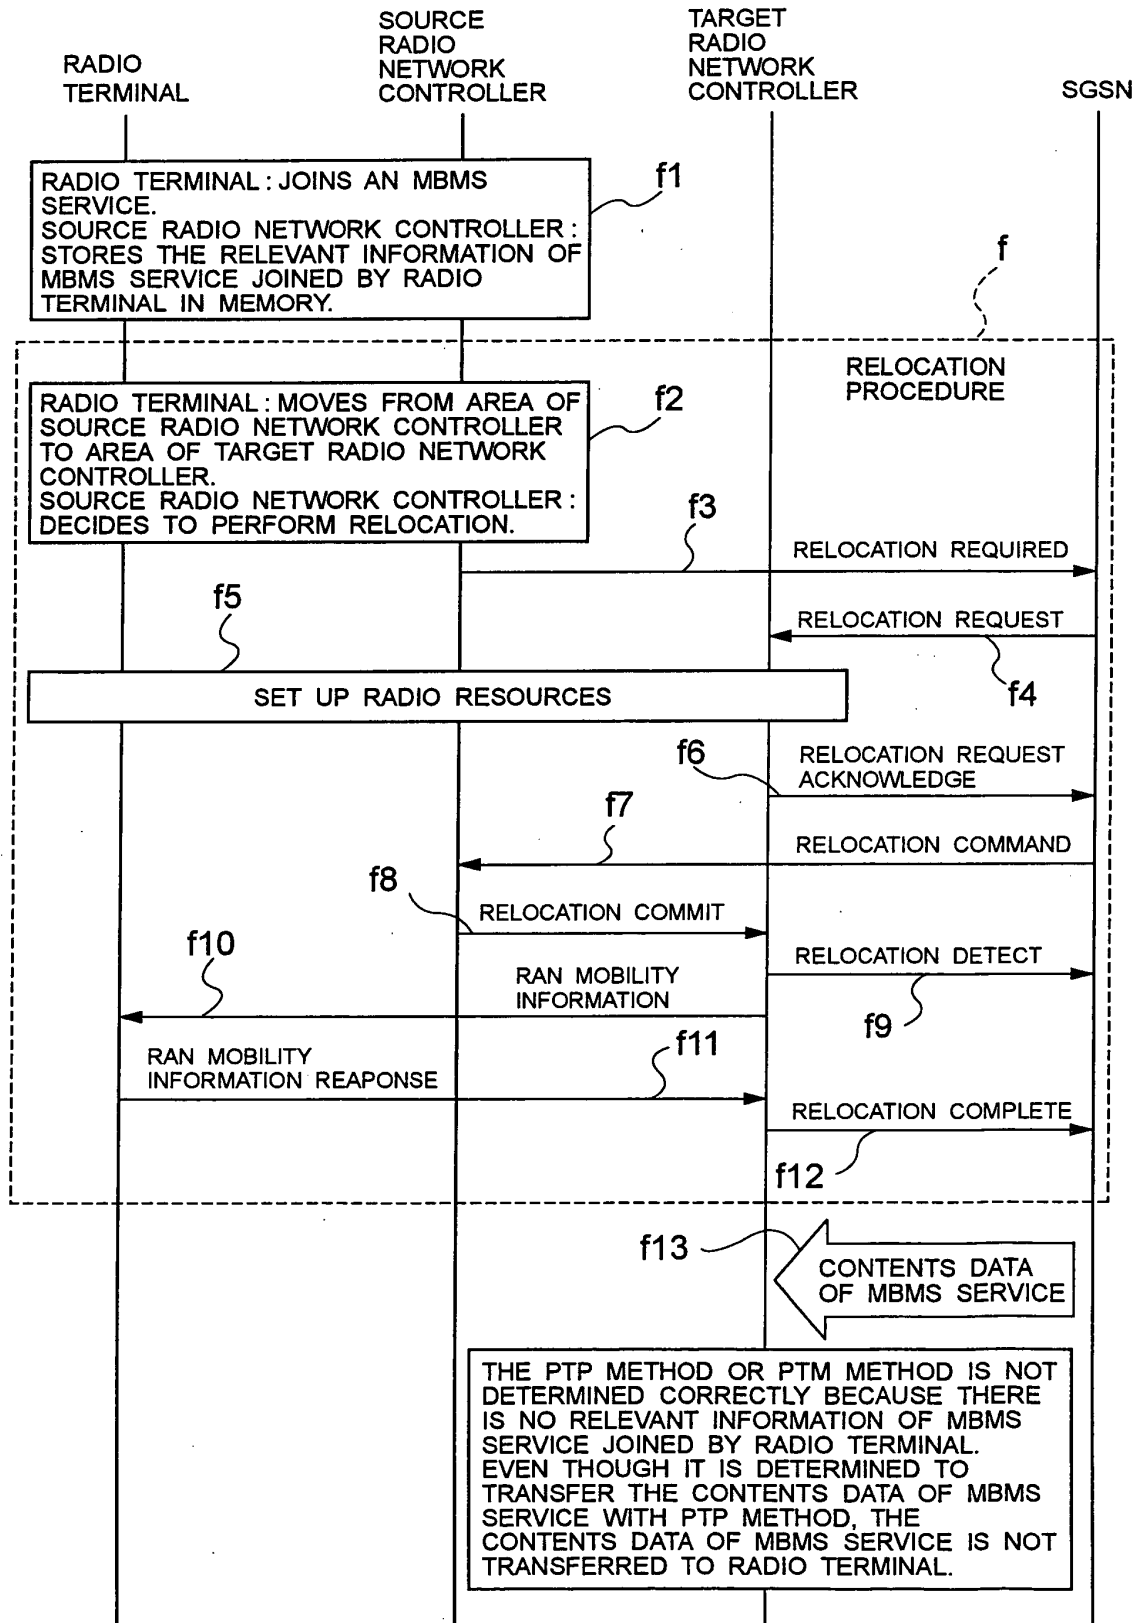 RADIO
TERMINAL
SOURCE
RADIO
NETWORK
CONTROLLER
TARGET
RADIO
NETWORK
CONTROLLER
SGSN
RADIO TERMINAL : JOINS AN MBMS
SERVICE.
SOURCE RADIO NETWORK CONTROLLER :
STORES THE RELEVANT INFORMATION OF
MBMS SERVICE JOINED BY RADIO
TERMINAL IN MEMORY.
f1
f
RELOCATION
PROCEDURE
RADIO TERMINAL : MOVES FROM AREA OF
SOURCE RADIO NETWORK CONTROLLER
TO AREA OF TARGET RADIO NETWORK
CONTROLLER.
SOURCE RADIO NETWORK CONTROLLER :
DECIDES TO PERFORM RELOCATION.
f2
f3
RELOCATION REQUIRED
f5
RELOCATION REQUEST
f4
SET UP RADIO RESOURCES
f6
RELOCATION REQUEST
ACKNOWLEDGE
f7
RELOCATION COMMAND
f8
RELOCATION COMMIT
f10
RAN MOBILITY
INFORMATION
RELOCATION DETECT
f9
RAN MOBILITY
INFORMATION REAPONSE
f11
RELOCATION COMPLETE
f12
f13
CONTENTS DATA
OF MBMS SERVICE
THE PTP METHOD OR PTM METHOD IS NOT
DETERMINED CORRECTLY BECAUSE THERE
IS NO RELEVANT INFORMATION OF MBMS
SERVICE JOINED BY RADIO TERMINAL.
EVEN THOUGH IT IS DETERMINED TO
TRANSFER THE CONTENTS DATA OF MBMS
SERVICE WITH PTP METHOD, THE
CONTENTS DATA OF MBMS SERVICE IS NOT
TRANSFERRED TO RADIO TERMINAL.